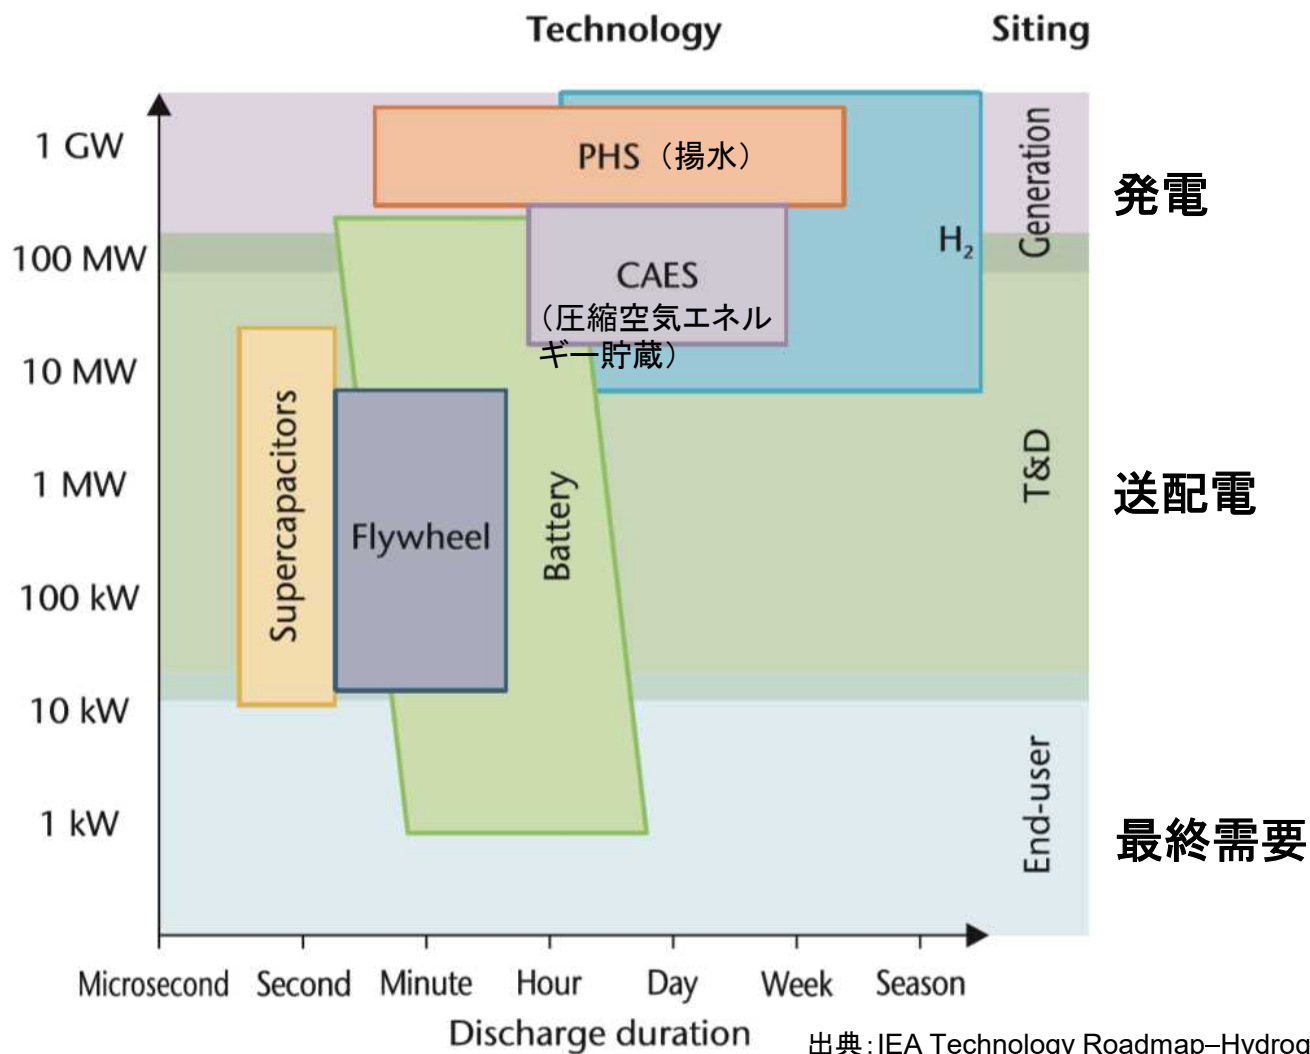 Technology
Siting
1 GW
100 MW
10 MW
1 MW
100 kW
10 kW
1 kW
PHS（揚水）
H₂
CAES
（圧縮空気エネル
ギー貯蔵）
Supercapacitors
Flywheel
Battery
Generation
発電
T&D
送配電
End-user
最終需要
Microsecond
Second
Minute
Hour
Day
Week
Season
Discharge duration
出典：IEA Technology Roadmap–Hydrog